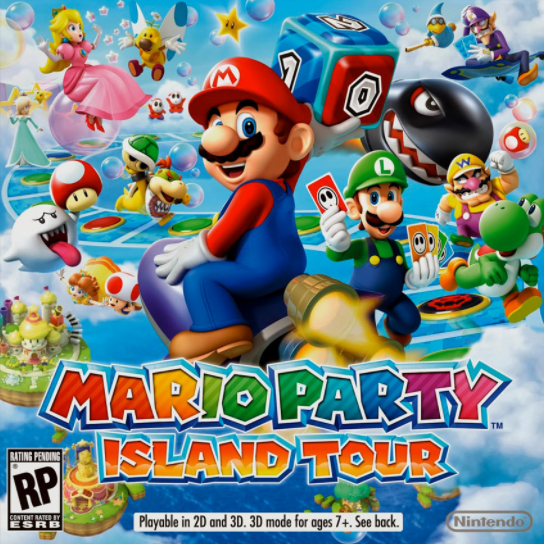 M
L
W
MARIO PARTY™
ISLAND TOUR
RATING PENDING
RP
CONTENT RATED BY
ESRB
Playable in 2D and 3D. 3D mode for ages 7+. See back.
Nintendo